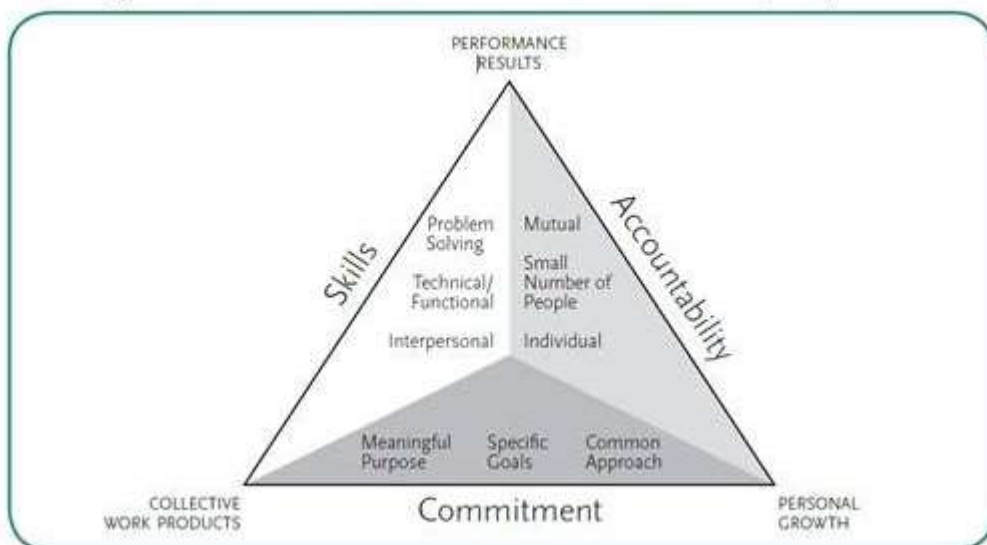 PERFORMANCE
RESULTS
Skills
Accountability
Problem
Solving
Technical/
Functional
Interpersonal
Mutual
Small
Number of
People
Individual
Meaningful
Purpose
Specific
Goals
Common
Approach
COLLECTIVE
WORK PRODUCTS
Commitment
PERSONAL
GROWTH